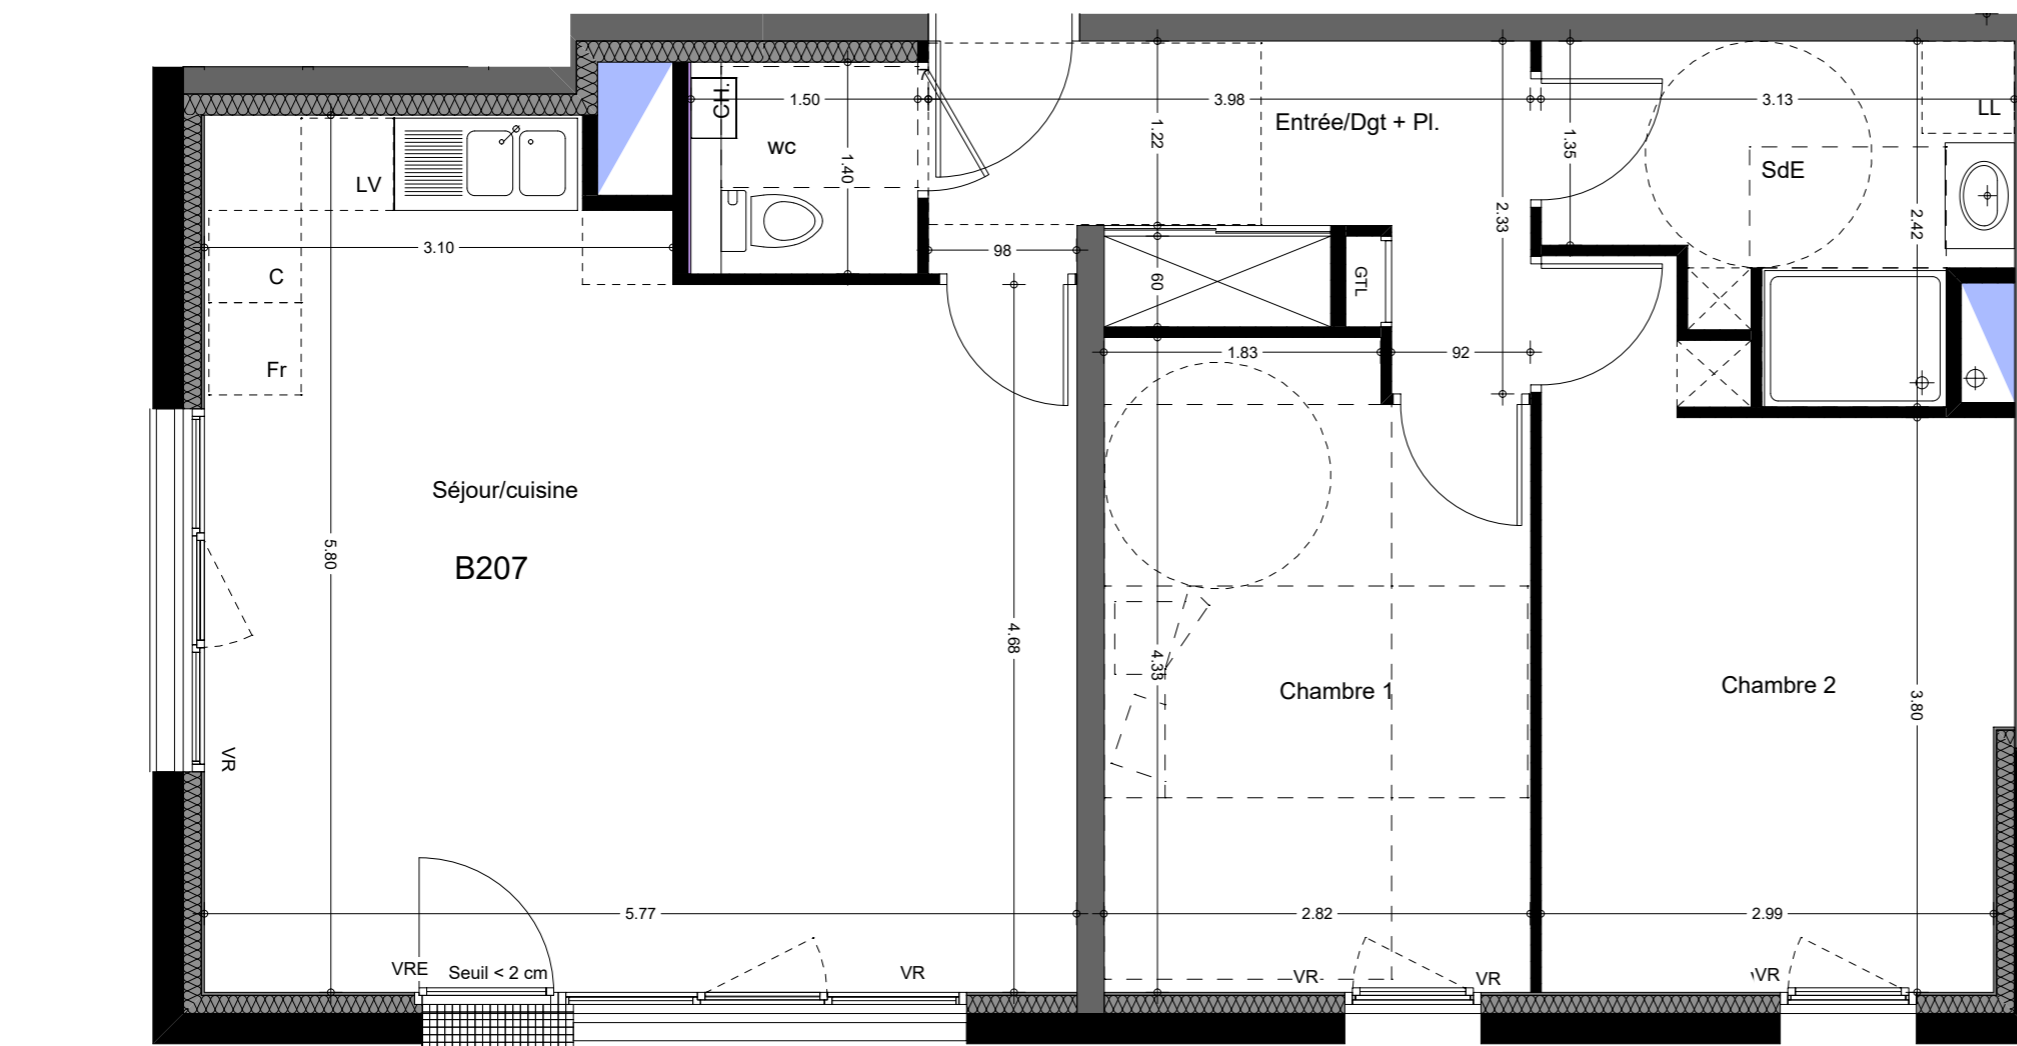 CH.
1.50
3.98
3.13
LL
wc
1.40
1.22
Entrée/Dgt + Pl.
1.35
SdE
LV
2.33
2.42
3.10
98
C
60
GTL
Fr
1.83
92
Séjour/cuisine
5.80
B207
4.68
4.33
Chambre 1
Chambre 2
3.80
VR
5.77
2.82
2.99
VRE
Seuil < 2 cm
VR
VR
VR
VR